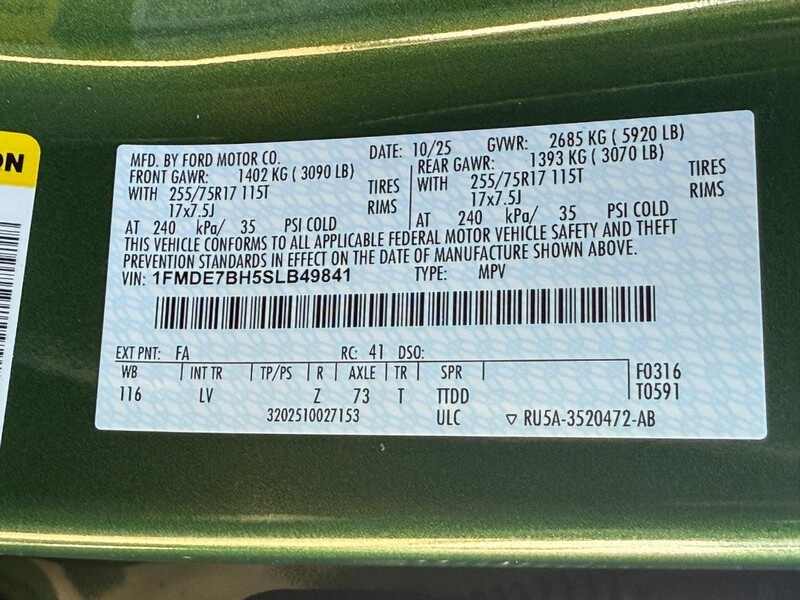 ON
MFD. BY FORD MOTOR CO. DATE: 10/25 GVWR: 2685 KG ( 5920 LB)
FRONT GAWR: 1402 KG ( 3090 LB) REAR GAWR: 1393 KG ( 3070 LB)
WITH 255/75R17 115T TIRES WITH 255/75R17 115T TIRES
17x7.5J RIMS 17x7.5J RIMS
AT 240 kPa/ 35 PSI COLD AT 240 kPa/ 35 PSI COLD
THIS VEHICLE CONFORMS TO ALL APPLICABLE FEDERAL MOTOR VEHICLE SAFETY AND THEFT
PREVENTION STANDARDS IN EFFECT ON THE DATE OF MANUFACTURE SHOWN ABOVE.
VIN: 1FMDE7BH5SLB49841 TYPE: MPV
EXT PNT: FA RC: 41 DSO:
WB INT TR TP/PS R AXLE TR SPR F0316
116 LV Z 73 T TTDD T0591
3202510027153 ULC ▽ RU5A-3520472-AB